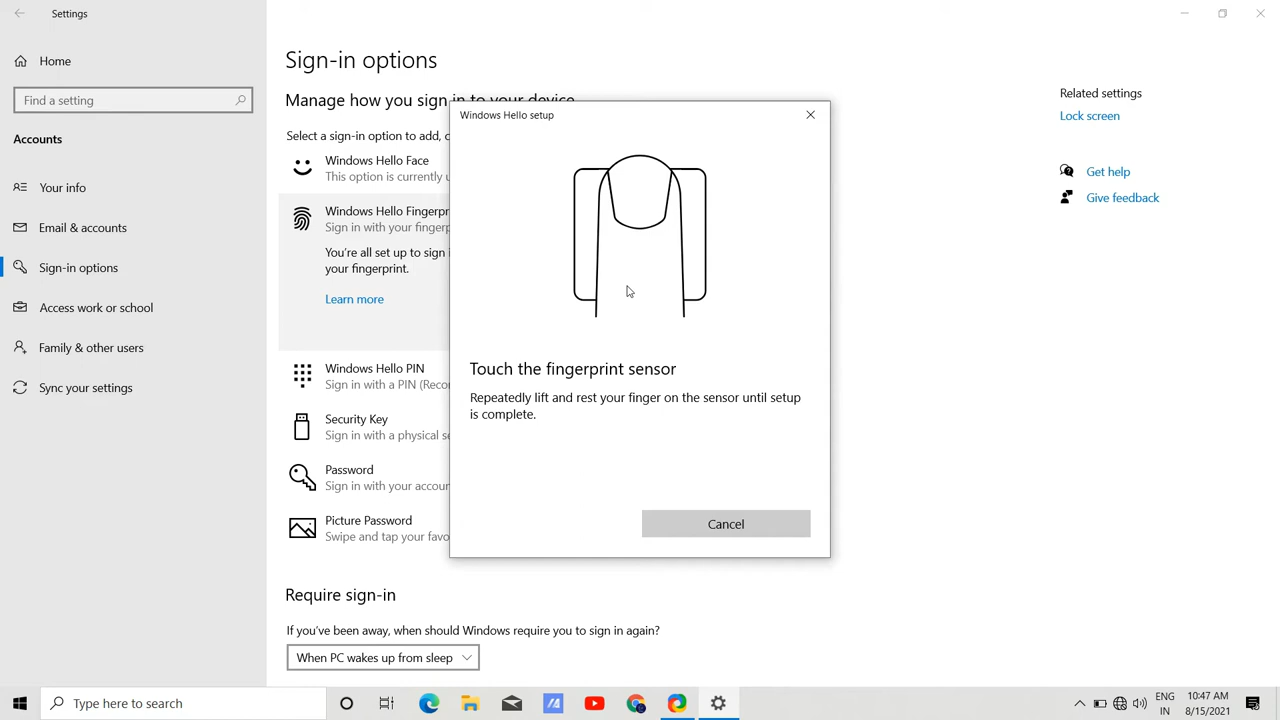 Settings
Home
Find a setting
Accounts
Your info
Email & accounts
Sign-in options
Access work or school
Family & other users
Sync your settings
Sign-in options
Manage how you sign in to your device
Select a sign-in option to add, c
Windows Hello Face
This option is currently u
Windows Hello Fingerpr
Sign in with your fingerp
You're all set up to sign i
your fingerprint.
Learn more
Windows Hello PIN
Sign in with a PIN (Recor
Security Key
Sign in with a physical se
Password
Sign in with your accoun
Picture Password
Swipe and tap your favo
Require sign-in
If you've been away, when should Windows require you to sign in again?
When PC wakes up from sleep
Windows Hello setup
Touch the fingerprint sensor
Repeatedly lift and rest your finger on the sensor until setup
is complete.
Cancel
Related settings
Lock screen
Get help
Give feedback
Type here to search
ENG
IN
10:47 AM
8/15/2021